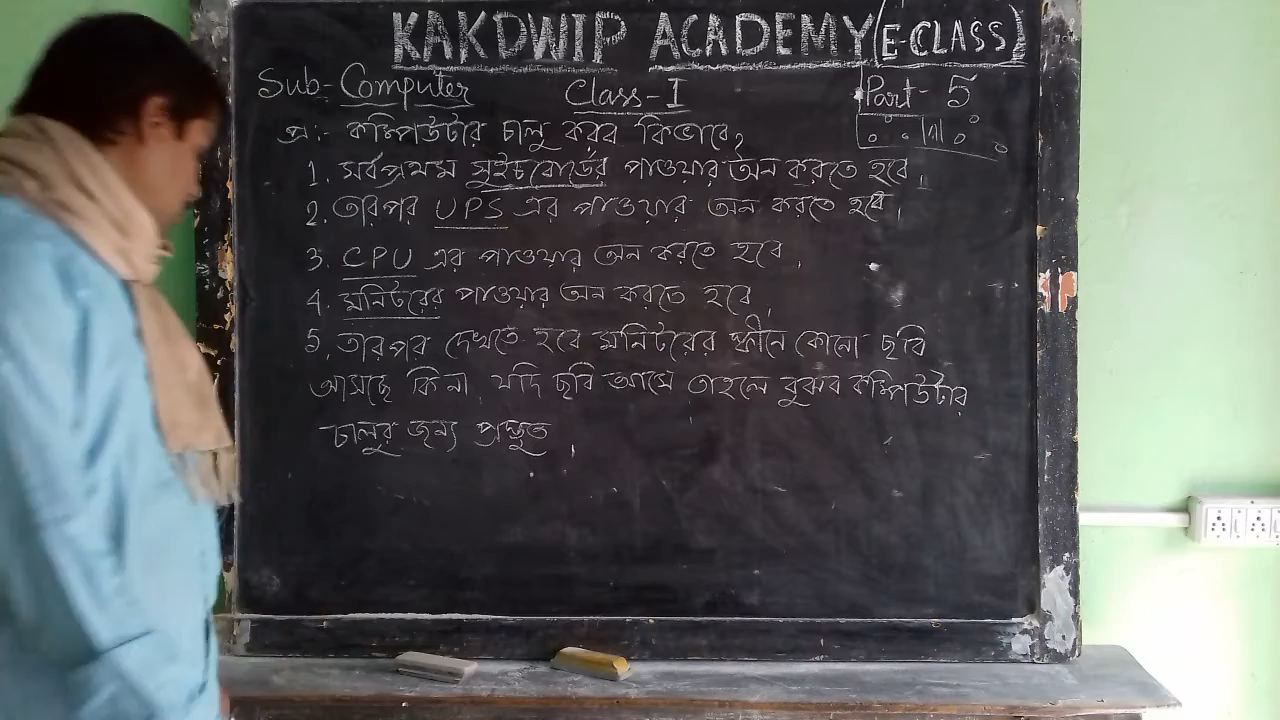 KAKDWIP ACADEMY (E-CLASS)
Sub:- Computer Class-I Part-5
প্র:- কম্পিউটার চালু করব কিভাবে,
1. সর্বপ্রথম সুইচবোর্ডের পাওয়ার অন করতে হবে।
2. তারপর UPS এর পাওয়ার অন করতে হবে।
3. CPU এর পাওয়ার অন করতে হবে।
4. মনিটরের পাওয়ার অন করতে হবে।
5. তারপর দেখতে হবে মনিটরের স্ক্রীনে কোনো ছবি
আসছে কিনা, যদি ছবি আসে তাহলে বুঝব কম্পিউটার
চালুর জন্য প্রস্তুত।